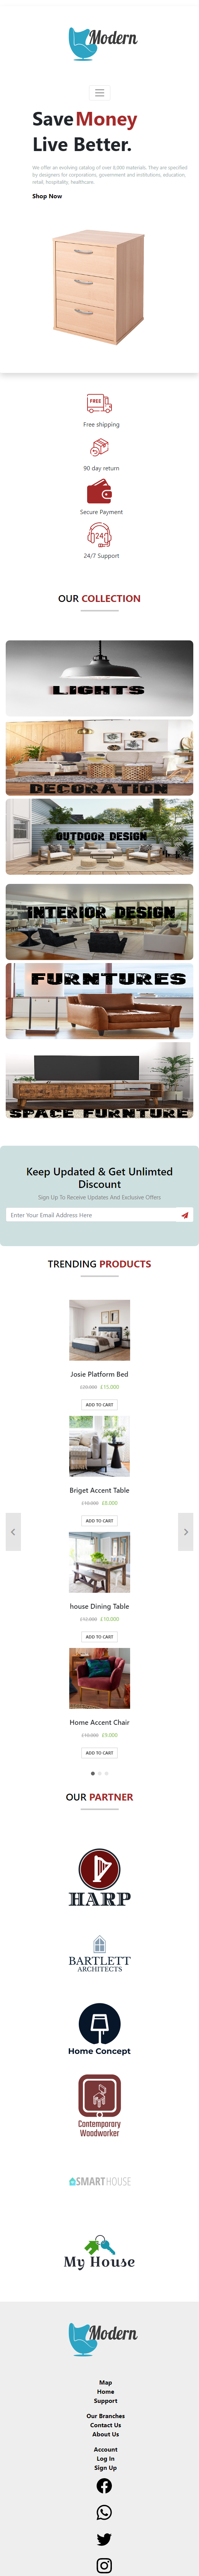 Modern
Save Money
Live Better.
We offer an evolving catalog of over 8,000 materials. They are specified
by designers for corporations, government and institutions, education,
retail, hospitality, healthcare.
Shop Now
FREE
Free shipping
90 day return
Secure Payment
24
24/7 Support
OUR COLLECTION
LIGHTS
DECORATION
OUTDOOR DESIGN
INTERIOR DESIGN
FURNTURES
SPACE FURNTURE
Keep Updated & Get Unlimted
Discount
Sign Up To Receive Updates And Exclusive Offers
Enter Your Email Address Here
TRENDING PRODUCTS
Josie Platform Bed
£15,000
ADD TO CART
Briget Accent Table
£10,000 £8,000
ADD TO CART
house Dining Table
£12,000 £10,000
ADD TO CART
Home Accent Chair
£10,000 £9,000
ADD TO CART
OUR PARTNER
HARP
BARTLETT
ARCHITECTS
Home Concept
Contemporary
Woodworker
SMARTHOUSE
My House
Modern
Map
Home
Support
Our Branches
Contact Us
About Us
Account
Log In
Sign Up